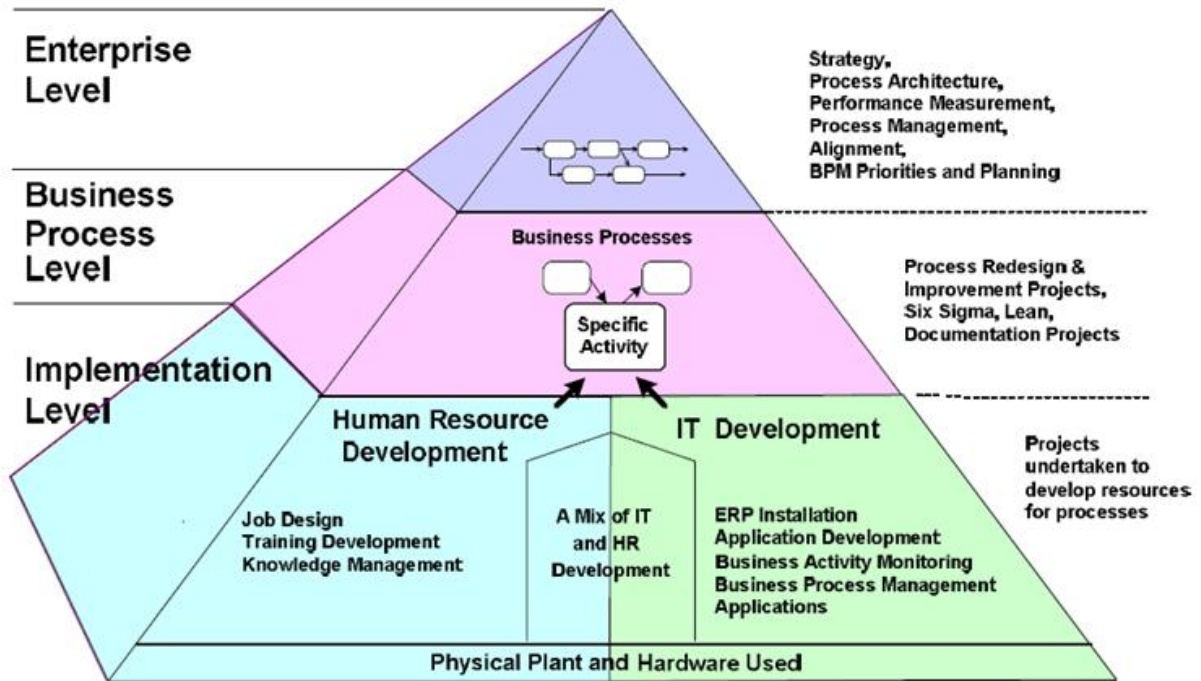 Enterprise
Level
Strategy,
Process Architecture,
Performance Measurement,
Process Management,
Alignment,
BPM Priorities and Planning
Business
Process
Level
Business Processes
Specific
Activity
Process Redesign &
Improvement Projects,
Six Sigma, Lean,
Documentation Projects
Implementation
Level
Human Resource
Development
IT Development
Projects
undertaken to
develop resources
for processes
Job Design
Training Development
Knowledge Management
A Mix of IT
and HR
Development
ERP Installation
Application Development
Business Activity Monitoring
Business Process Management
Applications
Physical Plant and Hardware Used